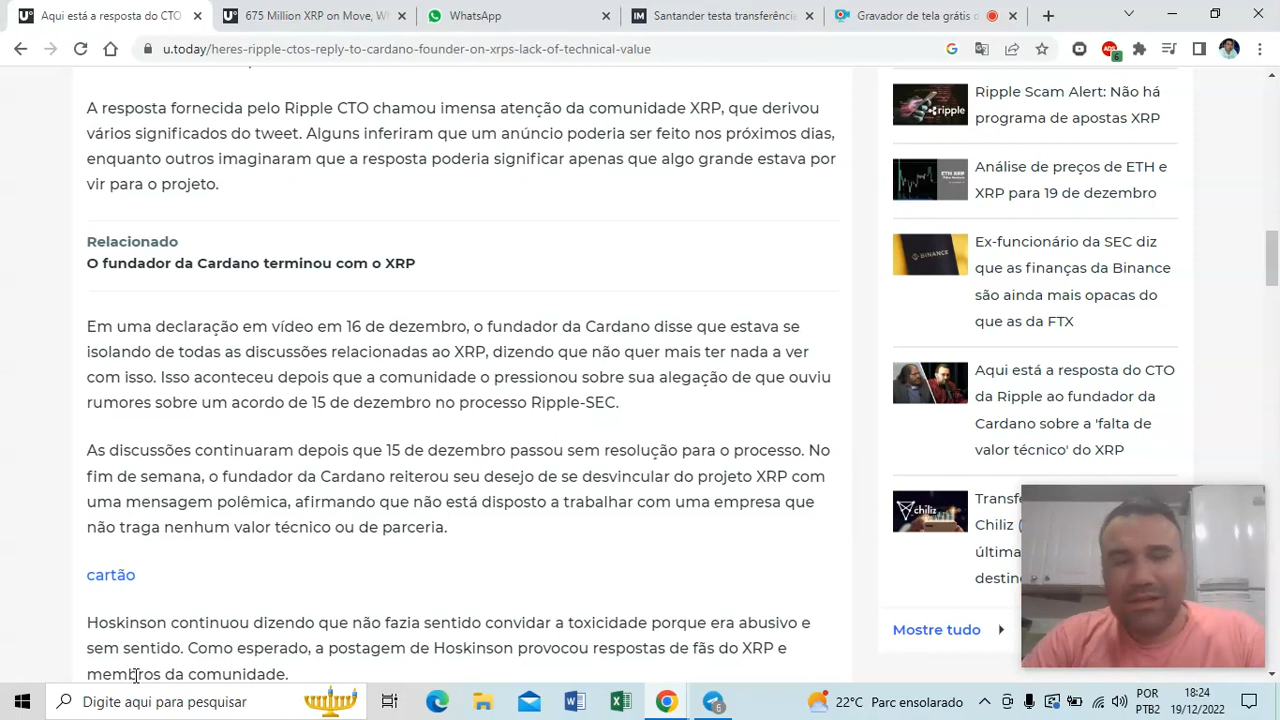 Aqui está a resposta do CTO
675 Million XRP on Move, Wh
WhatsApp
Santander testa transferência
Gravador de tela grátis o
u.today/heres-ripple-ctos-reply-to-cardano-founder-on-xrps-lack-of-technical-value
A resposta fornecida pelo Ripple CTO chamou imensa atenção da comunidade XRP, que derivou
vários significados do tweet. Alguns inferiram que um anúncio poderia ser feito nos próximos dias,
enquanto outros imaginaram que a resposta poderia significar apenas que algo grande estava por
vir para o projeto.
Relacionado
O fundador da Cardano terminou com o XRP
Em uma declaração em vídeo em 16 de dezembro, o fundador da Cardano disse que estava se
isolando de todas as discussões relacionadas ao XRP, dizendo que não quer mais ter nada a ver
com isso. Isso aconteceu depois que a comunidade o pressionou sobre sua alegação de que ouviu
rumores sobre um acordo de 15 de dezembro no processo Ripple-SEC.
As discussões continuaram depois que 15 de dezembro passou sem resolução para o processo. No
fim de semana, o fundador da Cardano reiterou seu desejo de se desvincular do projeto XRP com
uma mensagem polêmica, afirmando que não está disposto a trabalhar com uma empresa que
não traga nenhum valor técnico ou de parceria.
cartão
Hoskinson continuou dizendo que não fazia sentido convidar a toxicidade porque era abusivo e
sem sentido. Como esperado, a postagem de Hoskinson provocou respostas de fãs do XRP e
membros da comunidade.
ripple
Ripple Scam Alert: Não há
programa de apostas XRP
Análise de preços de ETH e
XRP para 19 de dezembro
BINANCE
Ex-funcionário da SEC diz
que as finanças da Binance
são ainda mais opacas do
que as da FTX
Aqui está a resposta do CTO
da Ripple ao fundador da
Cardano sobre a 'falta de
valor técnico' do XRP
chiliz
Transf
Chiliz (
última
destin
Mostre tudo
Digite aqui para pesquisar
6
22°C Parc ensolarado
POR
PTB2
18:24
19/12/2022